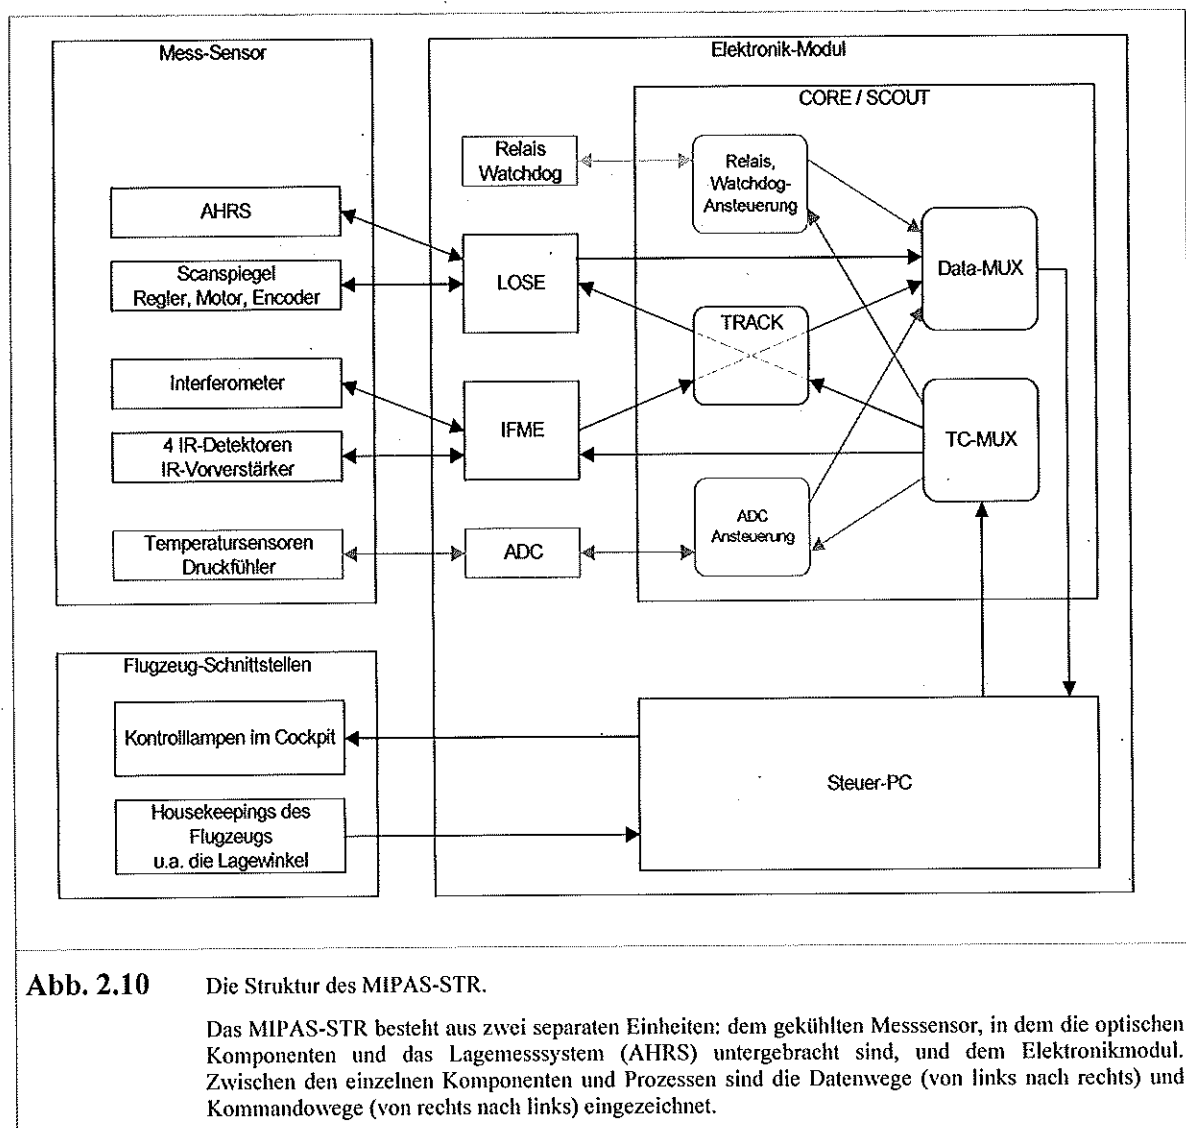 Mess-Sensor
Elektronik-Modul
CORE / SCOUT
Relais
Watchdog
Relais,
Watchdog-
Ansteuerung
AHRS
Scanspiegel
Regler, Motor, Encoder
LOSE
Data-MUX
TRACK
Interferometer
4 IR-Detektoren
IR-Vorverstärker
IFME
TC-MUX
Temperatursensoren
Druckfühler
ADC
ADC
Ansteuerung
Flugzeug-Schnittstellen
Kontrolllampen im Cockpit
Housekeepings des
Flugzeugs
u.a. die Lagewinkel
Steuer-PC
Abb. 2.10 Die Struktur des MIPAS-STR.
Das MIPAS-STR besteht aus zwei separaten Einheiten: dem gekühlten Messsensor, in dem die optischen
Komponenten und das Lagemesssystem (AHRS) untergebracht sind, und dem Elektronikmodul.
Zwischen den einzelnen Komponenten und Prozessen sind die Datenwege (von links nach rechts) und
Kommandowege (von rechts nach links) eingezeichnet.